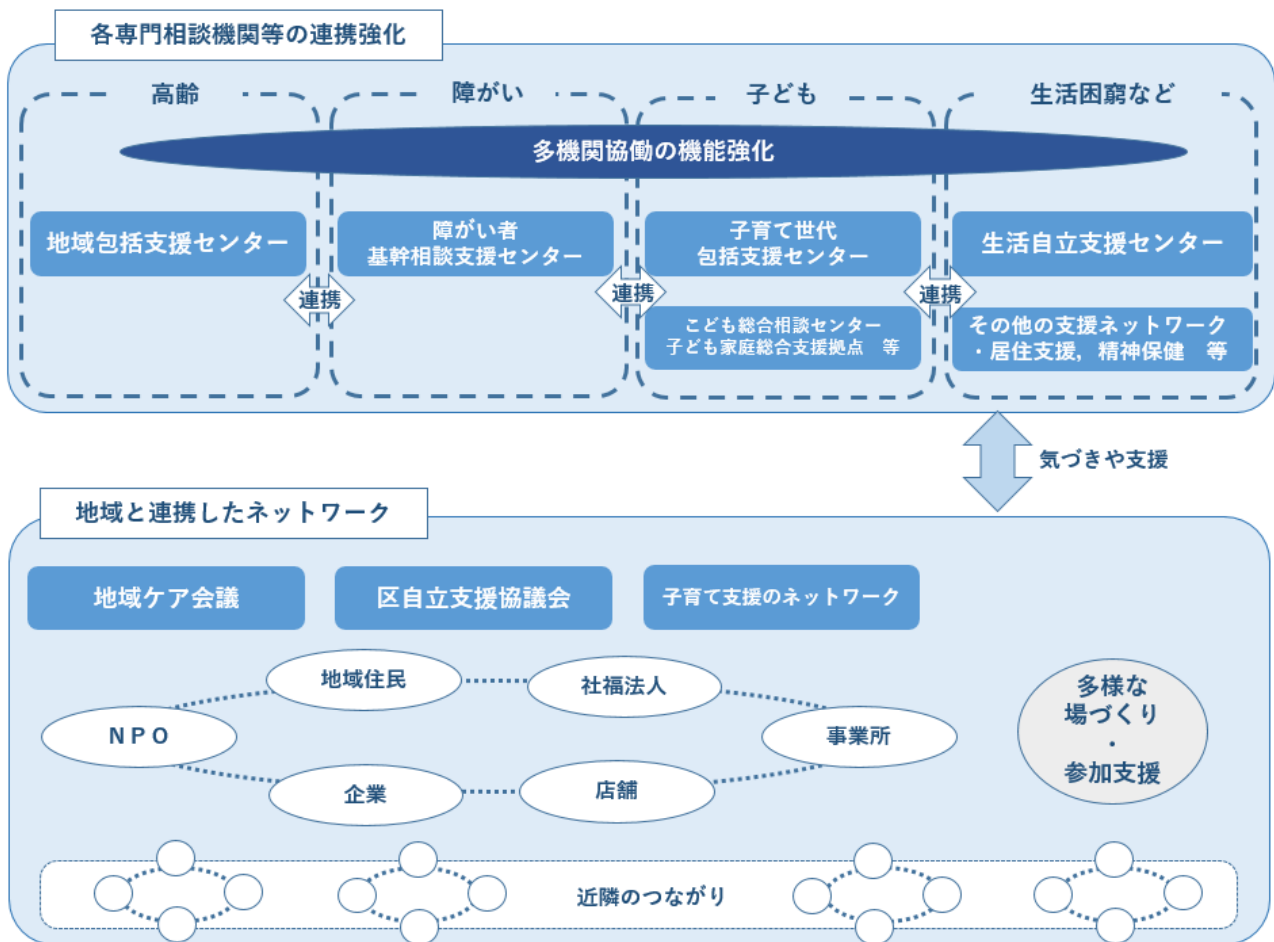 各専門相談機関等の連携強化
高齢
障がい
子ども
生活困窮など
多機関協働の機能強化
地域包括支援センター
障がい者
基幹相談支援センター
子育て世代
包括支援センター
生活自立支援センター
連携
連携
連携
こども総合相談センター
子ども家庭総合支援拠点　等
その他の支援ネットワーク
・居住支援，精神保健　等
気づきや支援
地域と連携したネットワーク
地域ケア会議
区自立支援協議会
子育て支援のネットワーク
地域住民
社福法人
ＮＰＯ
事業所
企業
店舗
多様な
場づくり
・
参加支援
近隣のつながり